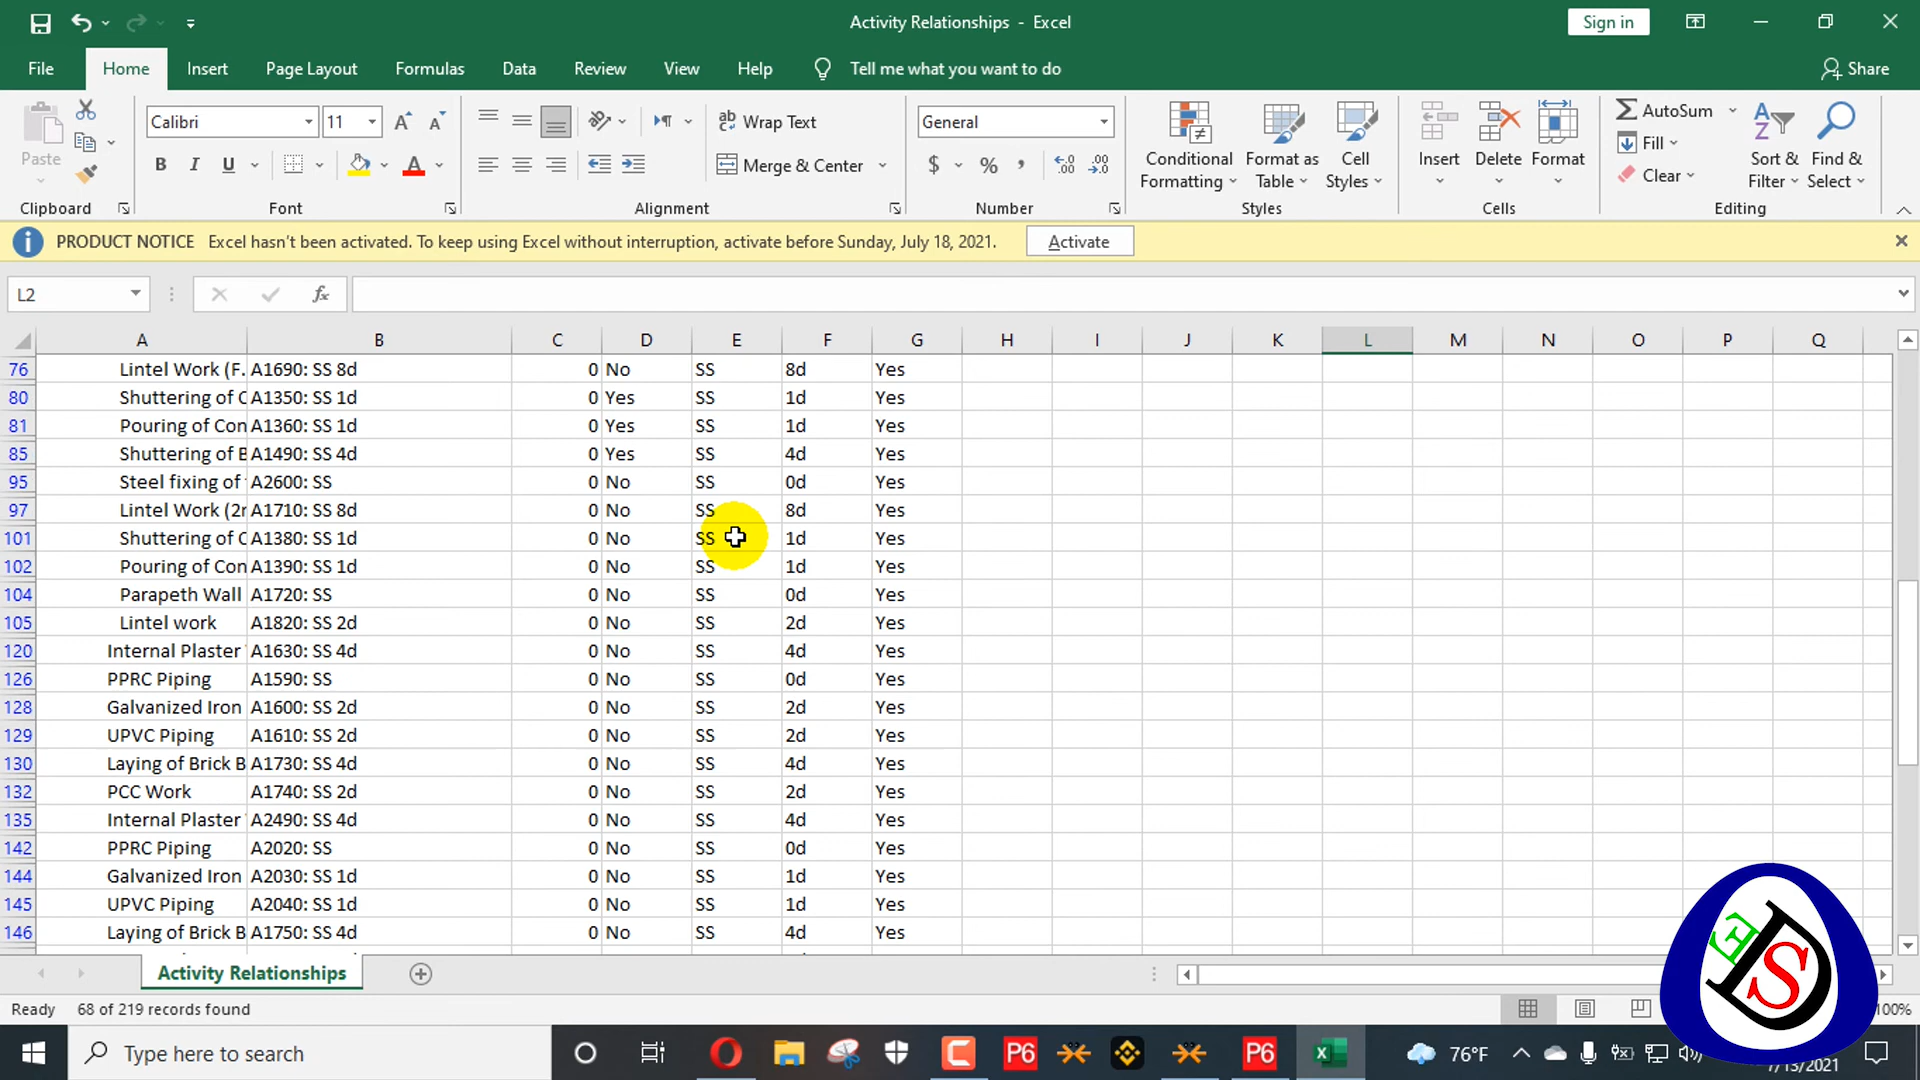 Activity Relationships - Excel
Sign in
File Home Insert Page Layout Formulas Data Review View Help Tell me what you want to do Share
Paste
Calibri 11
B I U
Wrap Text
Merge & Center
General
$ % ,
Conditional Formatting
Format as Table
Cell Styles
Insert Delete Format
AutoSum
Fill
Clear
Sort & Filter
Find & Select
Clipboard Font Alignment Number Styles Cells Editing
PRODUCT NOTICE Excel hasn't been activated. To keep using Excel without interruption, activate before Sunday, July 18, 2021. Activate
L2 fx
A B C D E F G H I J K L M N O P Q
76 Lintel Work (F. A1690: SS 8d 0 No SS 8d Yes
80 Shuttering of C A1350: SS 1d 0 Yes SS 1d Yes
81 Pouring of Con A1360: SS 1d 0 Yes SS 1d Yes
85 Shuttering of B A1490: SS 4d 0 Yes SS 4d Yes
95 Steel fixing of A2600: SS 0 No SS 0d Yes
97 Lintel Work (2n A1710: SS 8d 0 No SS 8d Yes
101 Shuttering of C A1380: SS 1d 0 No SS 1d Yes
102 Pouring of Con A1390: SS 1d 0 No SS 1d Yes
104 Parapeth Wall A1720: SS 0 No SS 0d Yes
105 Lintel work A1820: SS 2d 0 No SS 2d Yes
120 Internal Plaster A1630: SS 4d 0 No SS 4d Yes
126 PPRC Piping A1590: SS 0 No SS 0d Yes
128 Galvanized Iron A1600: SS 2d 0 No SS 2d Yes
129 UPVC Piping A1610: SS 2d 0 No SS 2d Yes
130 Laying of Brick B A1730: SS 4d 0 No SS 4d Yes
132 PCC Work A1740: SS 2d 0 No SS 2d Yes
135 Internal Plaster A2490: SS 4d 0 No SS 4d Yes
142 PPRC Piping A2020: SS 0 No SS 0d Yes
144 Galvanized Iron A2030: SS 1d 0 No SS 1d Yes
145 UPVC Piping A2040: SS 1d 0 No SS 1d Yes
146 Laying of Brick B A1750: SS 4d 0 No SS 4d Yes
Activity Relationships
Ready 68 of 219 records found 100%
E D S
Type here to search P6 P6 76°F
7/13/2021